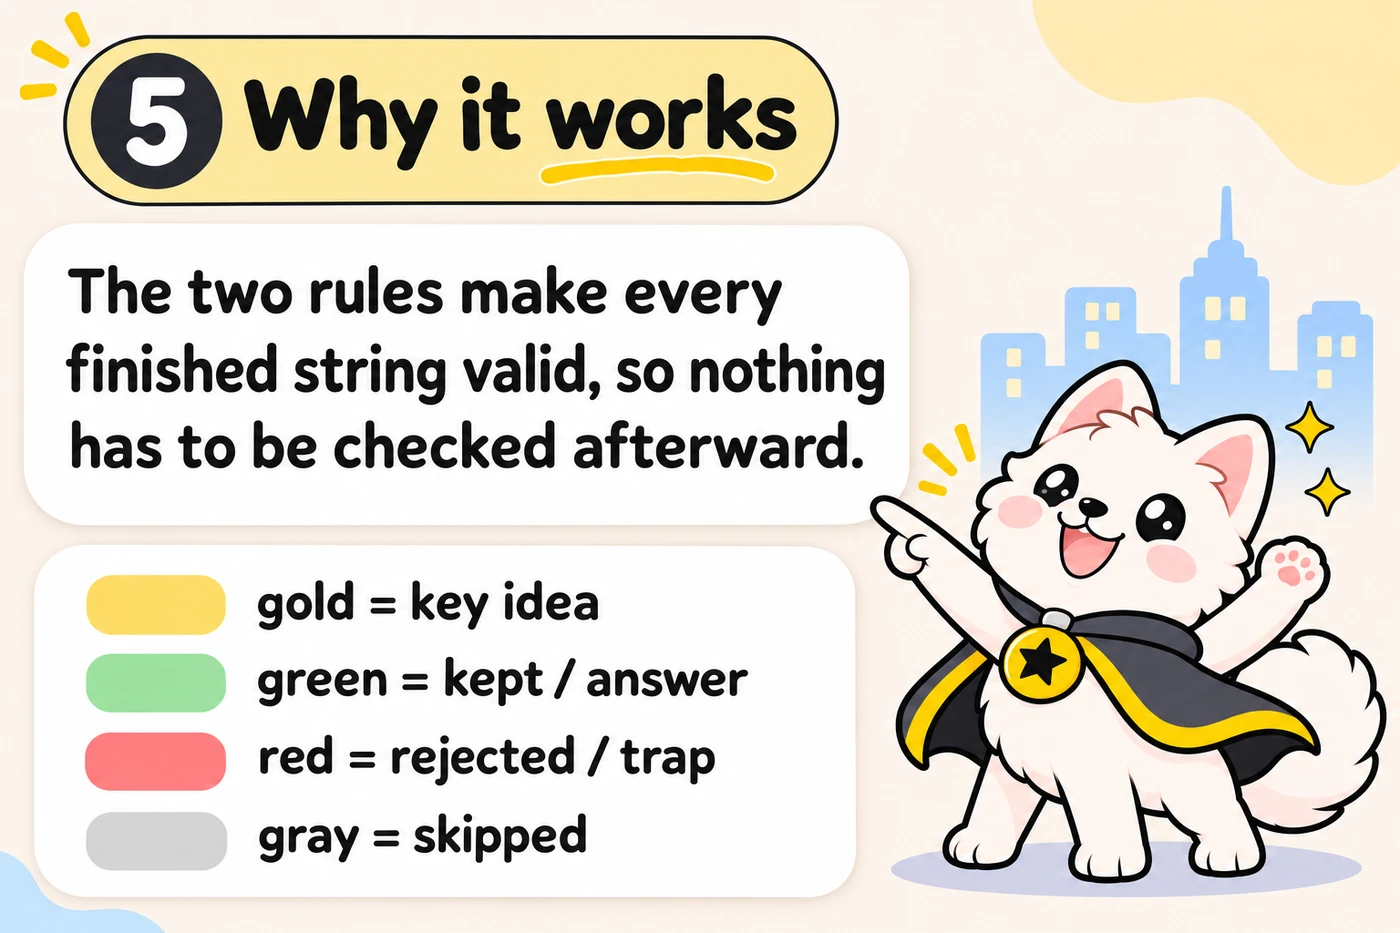 5 Why it works
The two rules make every
finished string valid, so nothing
has to be checked afterward.
gold = key idea
green = kept / answer
red = rejected / trap
gray = skipped